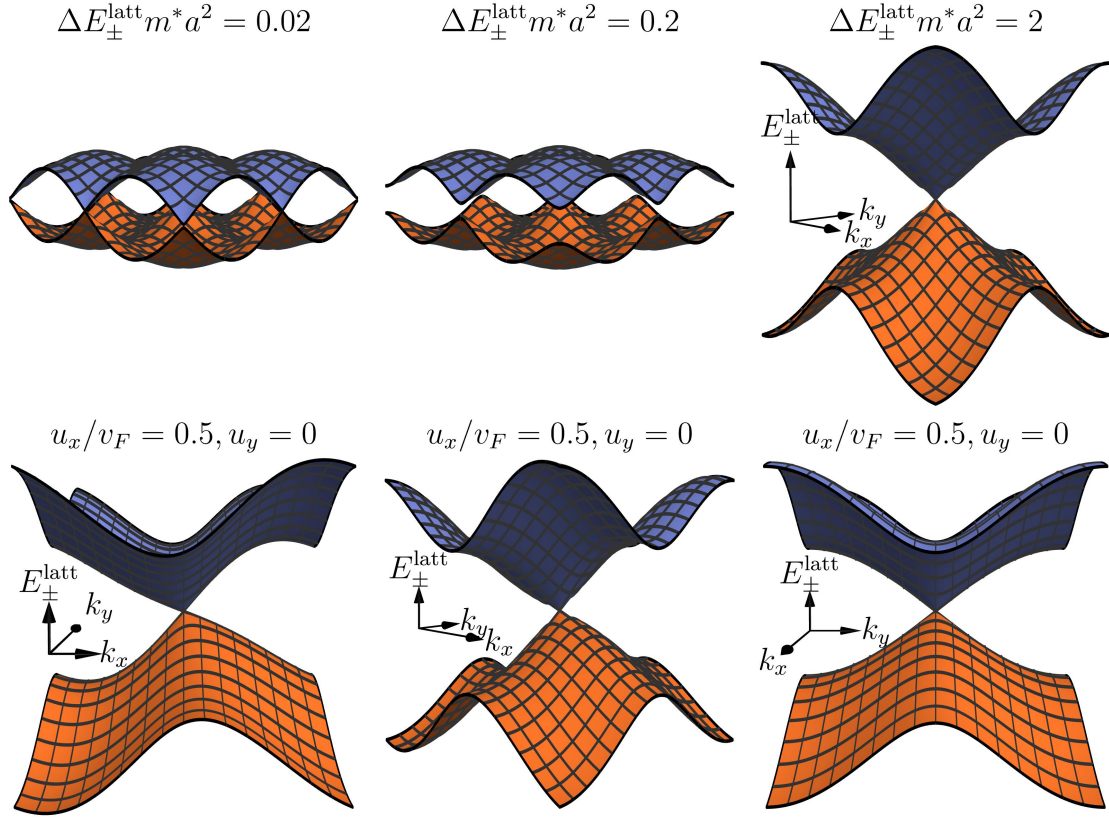 ΔE±^latt m* a² = 0.02
ΔE±^latt m* a² = 0.2
ΔE±^latt m* a² = 2
E±^latt
k_y
k_x
u_x/v_F = 0.5, u_y = 0
u_x/v_F = 0.5, u_y = 0
u_x/v_F = 0.5, u_y = 0
E±^latt
k_y
k_x
E±^latt
k_y
k_x
E±^latt
k_y
k_x